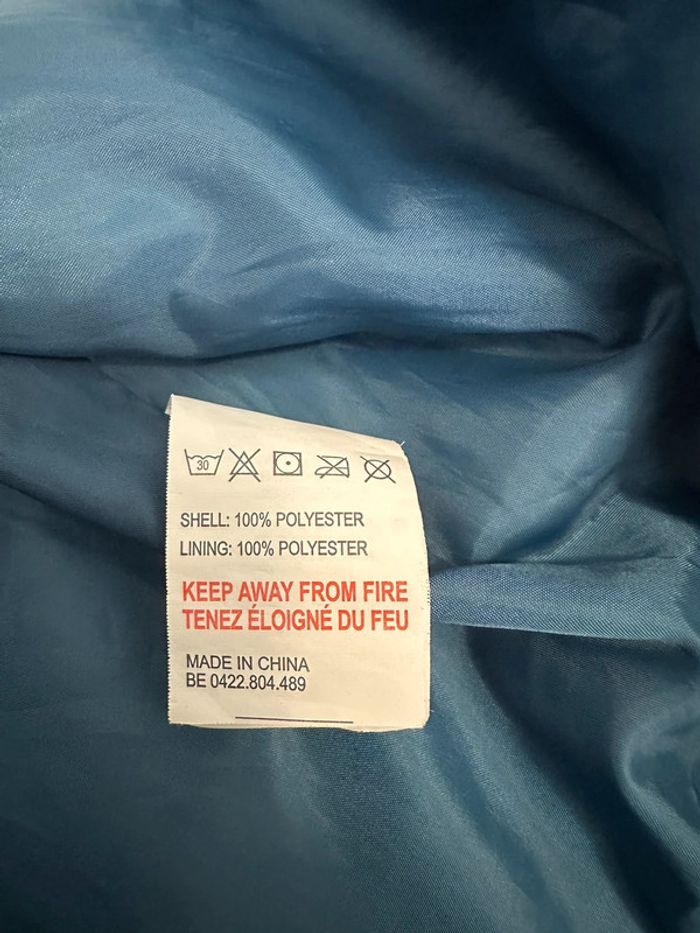 30
SHELL: 100% POLYESTER
LINING: 100% POLYESTER
KEEP AWAY FROM FIRE
TENEZ ÉLOIGNÉ DU FEU
MADE IN CHINA
BE 0422.804.489